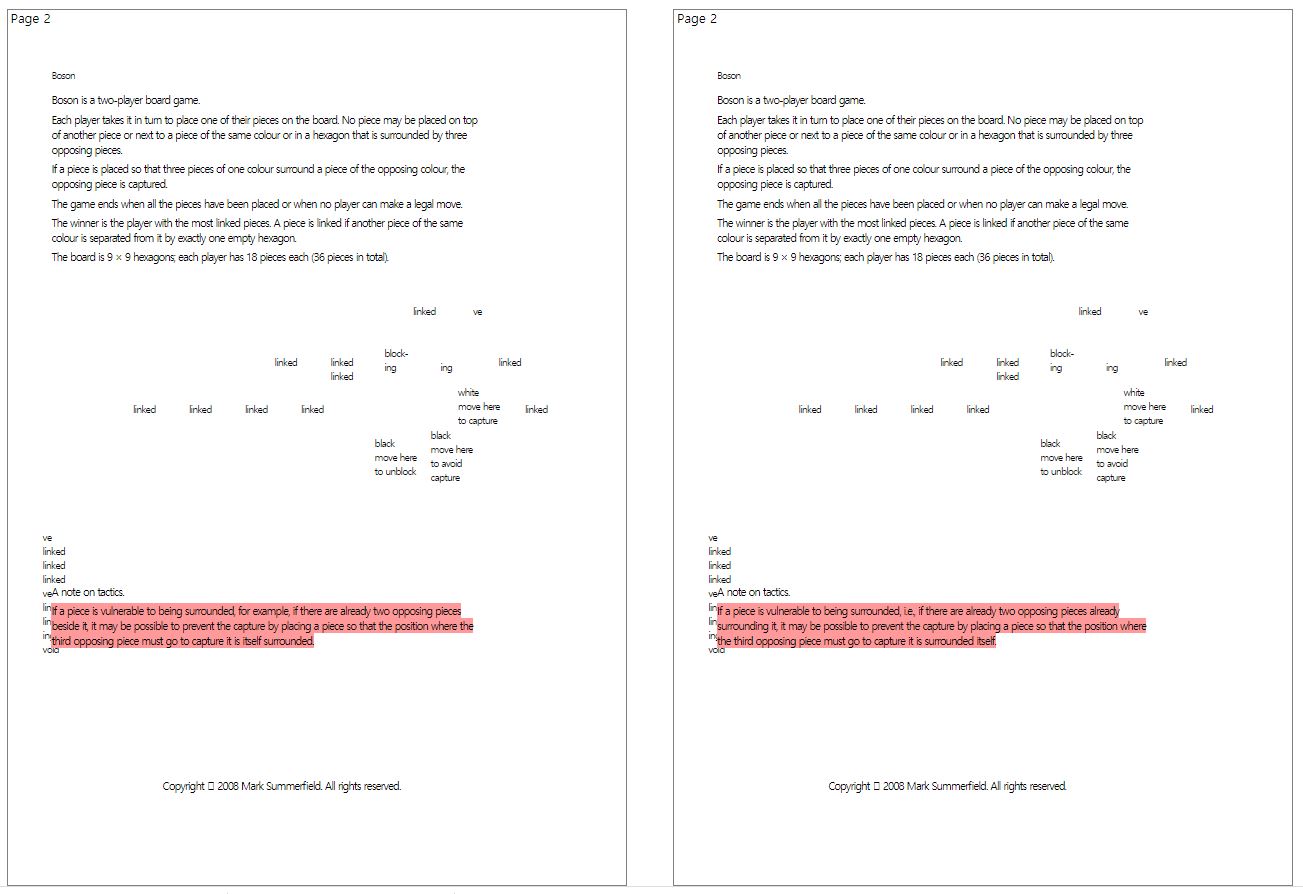 Page 2
Boson
Boson is a two-player board game.
Each player takes it in turn to place one of their pieces on the board. No piece may be placed on top
of another piece or next to a piece of the same colour or in a hexagon that is surrounded by three
opposing pieces.
If a piece is placed so that three pieces of one colour surround a piece of the opposing colour, the
opposing piece is captured.
The game ends when all the pieces have been placed or when no player can make a legal move.
The winner is the player with the most linked pieces. A piece is linked if another piece of the same
colour is separated from it by exactly one empty hexagon.
The board is 9 × 9 hexagons; each player has 18 pieces each (36 pieces in total).
linked ve
block-
linked linked ing ing linked
linked
white
linked linked linked linked move here linked
to capture
black
black move here
move here to avoid
to unblock capture
ve
linked
linked
linked
ve A note on tactics.
lin If a piece is vulnerable to being surrounded, for example, if there are already two opposing pieces
lin beside it, it may be possible to prevent the capture by placing a piece so that the position where the
in third opposing piece must go to capture it is itself surrounded.
void
Copyright □ 2008 Mark Summerfield. All rights reserved.
Page 2
Boson
Boson is a two-player board game.
Each player takes it in turn to place one of their pieces on the board. No piece may be placed on top
of another piece or next to a piece of the same colour or in a hexagon that is surrounded by three
opposing pieces.
If a piece is placed so that three pieces of one colour surround a piece of the opposing colour, the
opposing piece is captured.
The game ends when all the pieces have been placed or when no player can make a legal move.
The winner is the player with the most linked pieces. A piece is linked if another piece of the same
colour is separated from it by exactly one empty hexagon.
The board is 9 × 9 hexagons; each player has 18 pieces each (36 pieces in total).
linked ve
block-
linked linked ing ing linked
linked
white
linked linked linked linked move here linked
to capture
black
black move here
move here to avoid
to unblock capture
ve
linked
linked
linked
ve A note on tactics.
lin If a piece is vulnerable to being surrounded, i.e., if there are already two opposing pieces already
lin surrounding it, it may be possible to prevent the capture by placing a piece so that the position where
in the third opposing piece must go to capture it is surrounded itself.
void
Copyright □ 2008 Mark Summerfield. All rights reserved.